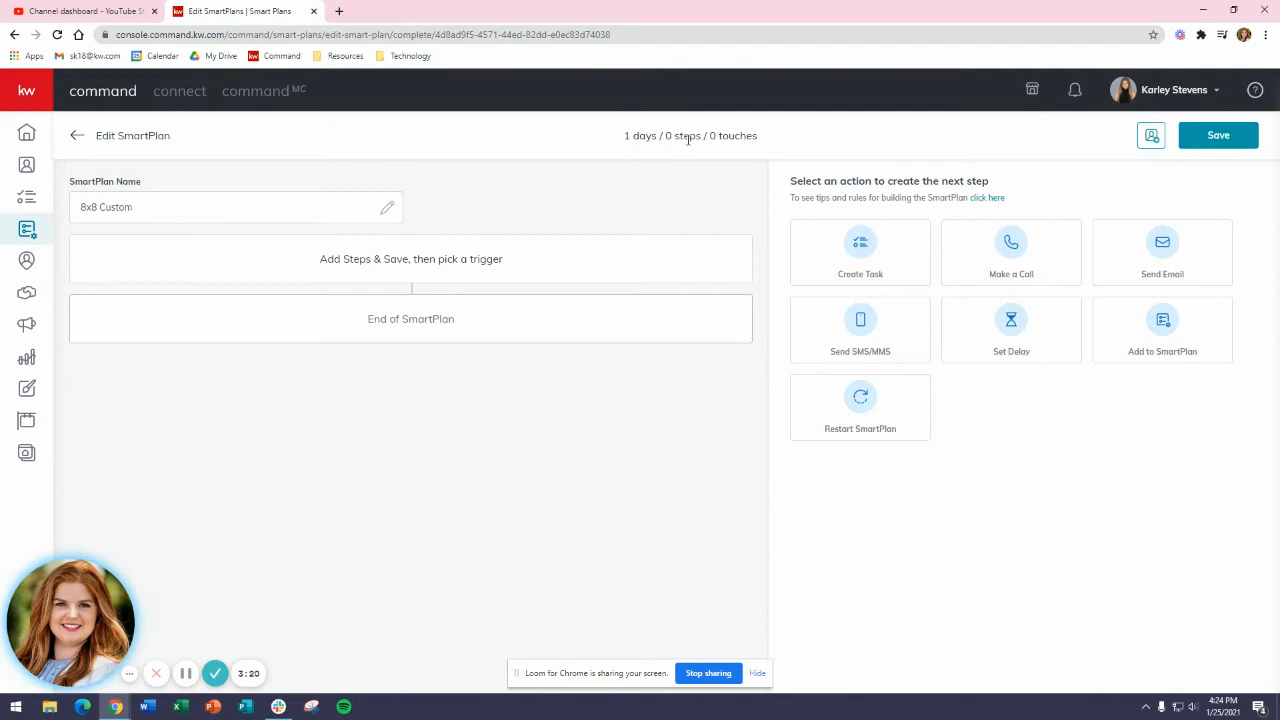 Channel dashboard - YouTube St
Edit SmartPlans | Smart Plans
console.command.kw.com/command/smart-plans/edit-smart-plan/complete/4d8ad9f5-4571-44ed-82dd-e0ec83d74038
Apps
sk18@kw.com
Calendar
My Drive
kw
Command
Resources
Technology
kw
command
connect
command MC
Karley Stevens
?
Edit SmartPlan
1 days / 0 steps / 0 touches
Save
SmartPlan Name
8x8 Custom
Add Steps & Save, then pick a trigger
End of SmartPlan
Select an action to create the next step
To see tips and rules for building the SmartPlan click here
Create Task
Make a Call
Send Email
Send SMS/MMS
Set Delay
Add to SmartPlan
Restart SmartPlan
3:20
Loom for Chrome is sharing your screen.
Stop sharing
Hide
4:24 PM
1/25/2021
4